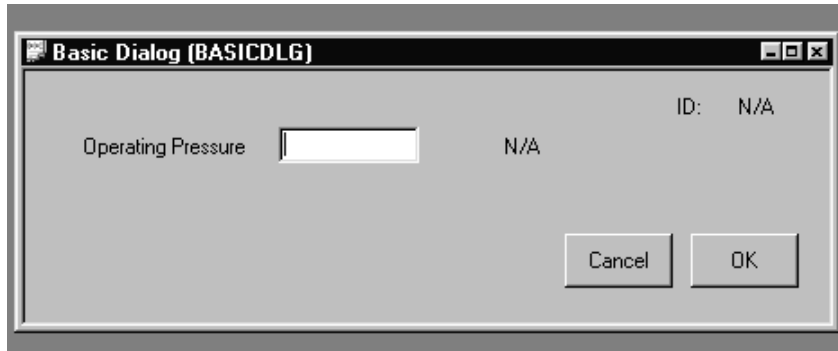 Basic Dialog (BASICDLG)
ID: N/A
Operating Pressure N/A
Cancel OK